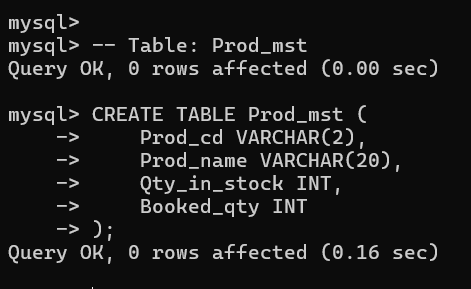 mysql>
mysql> -- Table: Prod_mst
Query OK, 0 rows affected (0.00 sec)
mysql> CREATE TABLE Prod_mst (
    ->     Prod_cd VARCHAR(2),
    ->     Prod_name VARCHAR(20),
    ->     Qty_in_stock INT,
    ->     Booked_qty INT
    -> );
Query OK, 0 rows affected (0.16 sec)